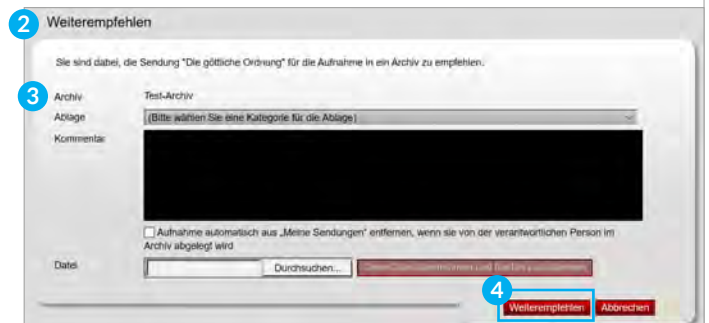 2 Weiterempfehlen
Sie sind dabei, die Sendung "Die göttliche Ordnung" für die Aufnahme in ein Archiv zu empfehlen.
3 Archiv Test-Archiv
Ablage (Bitte wählen Sie eine Kategorie für die Ablage)
Kommentar
Aufnahme automatisch aus „Meine Sendungen" entfernen, wenn sie von der verantwortlichen Person im
Archiv abgelegt wird
Datei Durchsuchen...
4
Weiterempfehlen Abbrechen